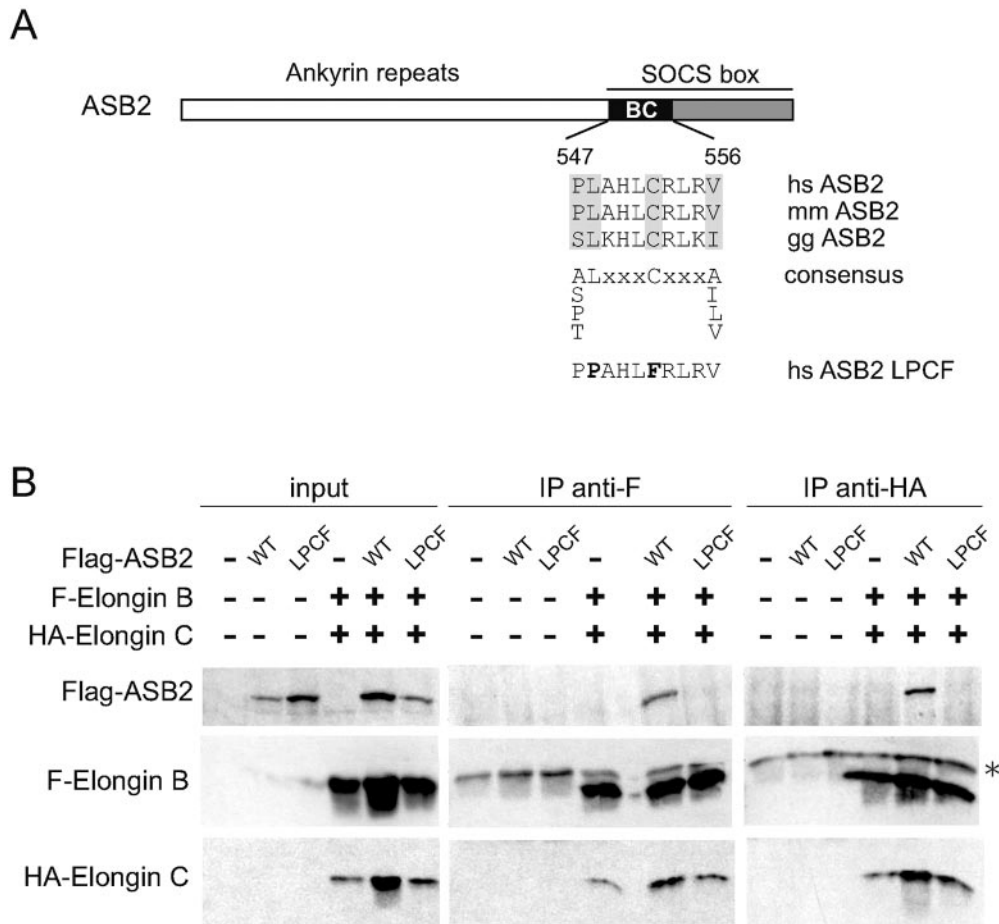 A
Ankyrin repeats SOCS box
ASB2 BC
547 556
PLAHLCRLRV hs ASB2
PLAHLCRLRV mm ASB2
SLKHLCRLKI gg ASB2
ALxxxCxxxA consensus
S I
P L
T V
PPAHLFRLRV hs ASB2 LPCF
B
input IP anti-F IP anti-HA
Flag-ASB2 - WT LPCF - WT LPCF - WT LPCF - WT LPCF - WT LPCF - WT LPCF
F-Elongin B - - - + + + - - - + + + - - - + + +
HA-Elongin C - - - + + + - - - + + + - - - + + +
Flag-ASB2
F-Elongin B *
HA-Elongin C